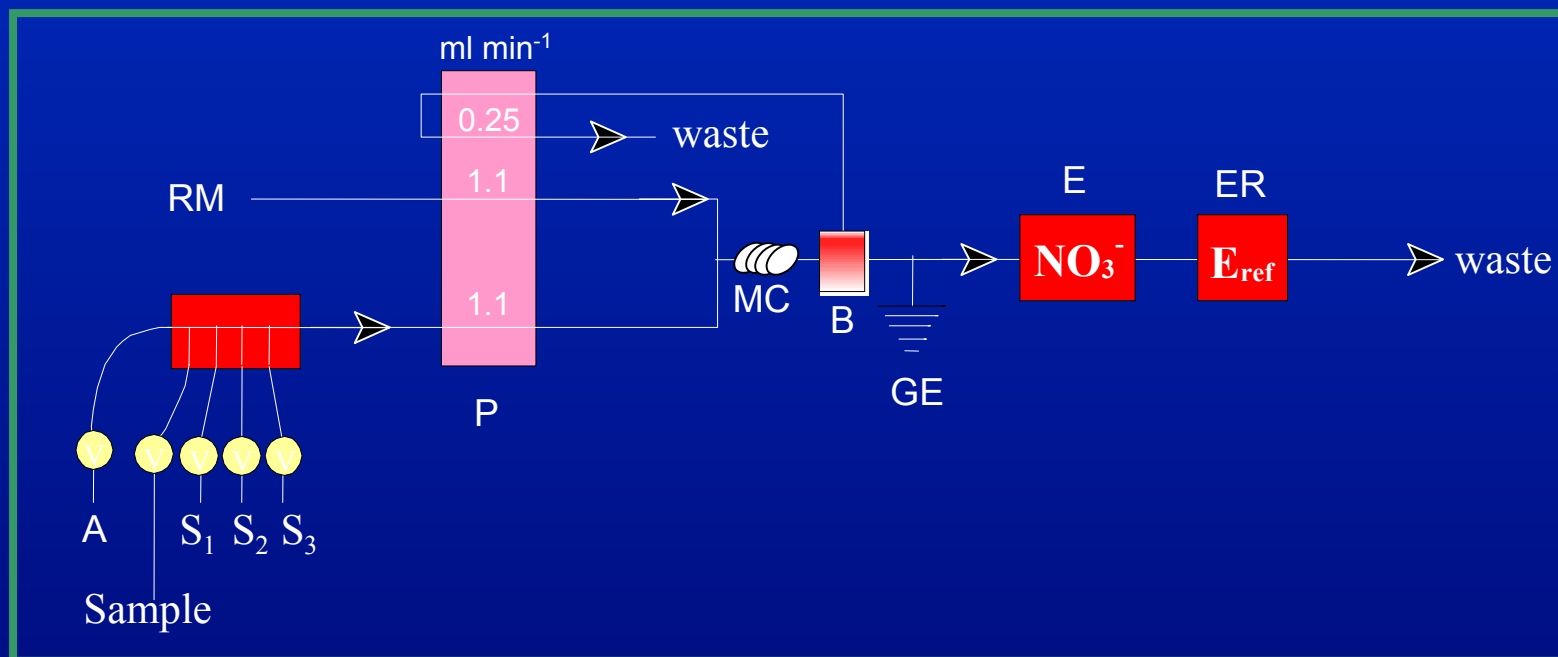 ml min⁻¹
0.25
waste
1.1
RM
E
ER
NO₃⁻
E_ref
waste
MC
B
1.1
GE
P
V V V V V
A
S₁ S₂ S₃
Sample